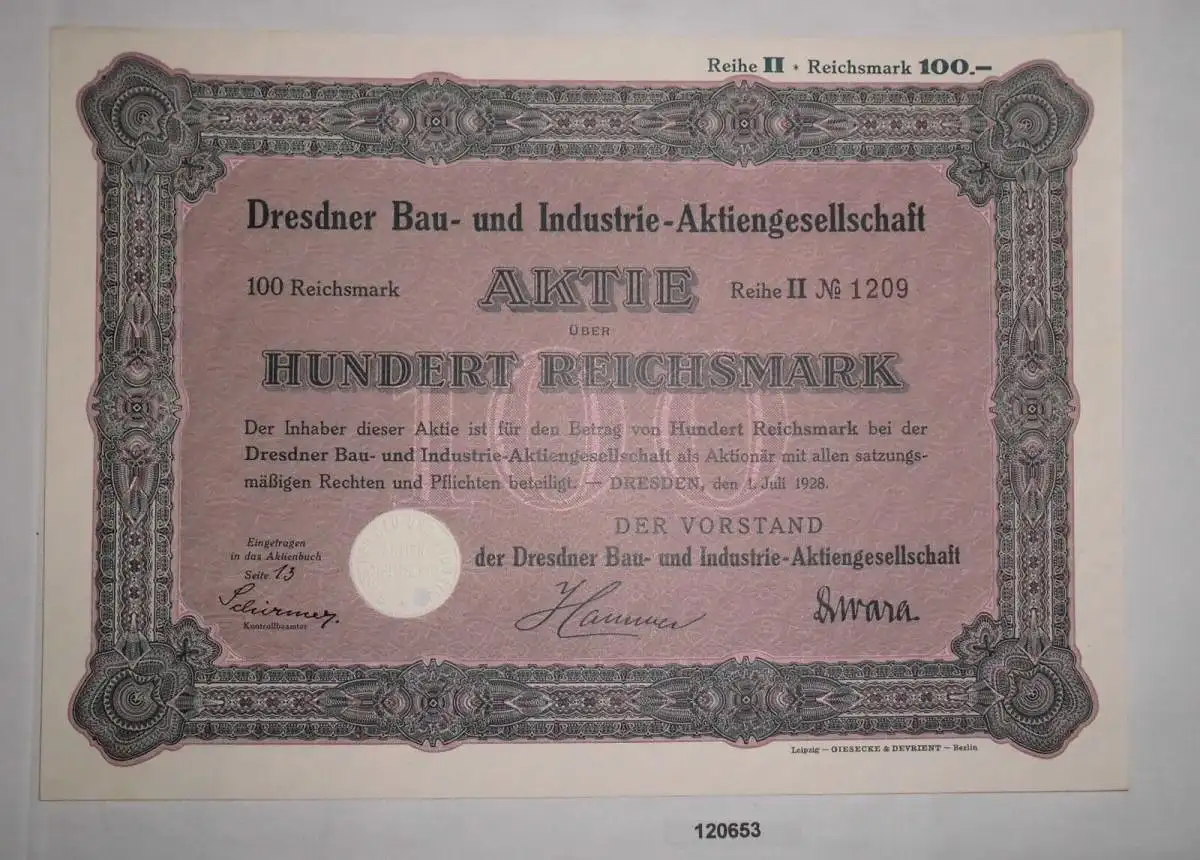 Reihe II • Reichsmark 100.—
Dresdner Bau- und Industrie-Aktiengesellschaft
100 Reichsmark AKTIE Reihe II № 1209
ÜBER
HUNDERT REICHSMARK
100
Der Inhaber dieser Aktie ist für den Betrag von Hundert Reichsmark bei der
Dresdner Bau- und Industrie-Aktiengesellschaft als Aktionär mit allen satzungs-
mäßigen Rechten und Pflichten beteiligt. — DRESDEN, den 1. Juli 1928.
DER VORSTAND
der Dresdner Bau- und Industrie-Aktiengesellschaft
Eingetragen
in das Aktienbuch
Seite 13
Schirmer.
Kontrollbeamter
Leipzig — GIESECKE & DEVRIENT — Berlin
120653